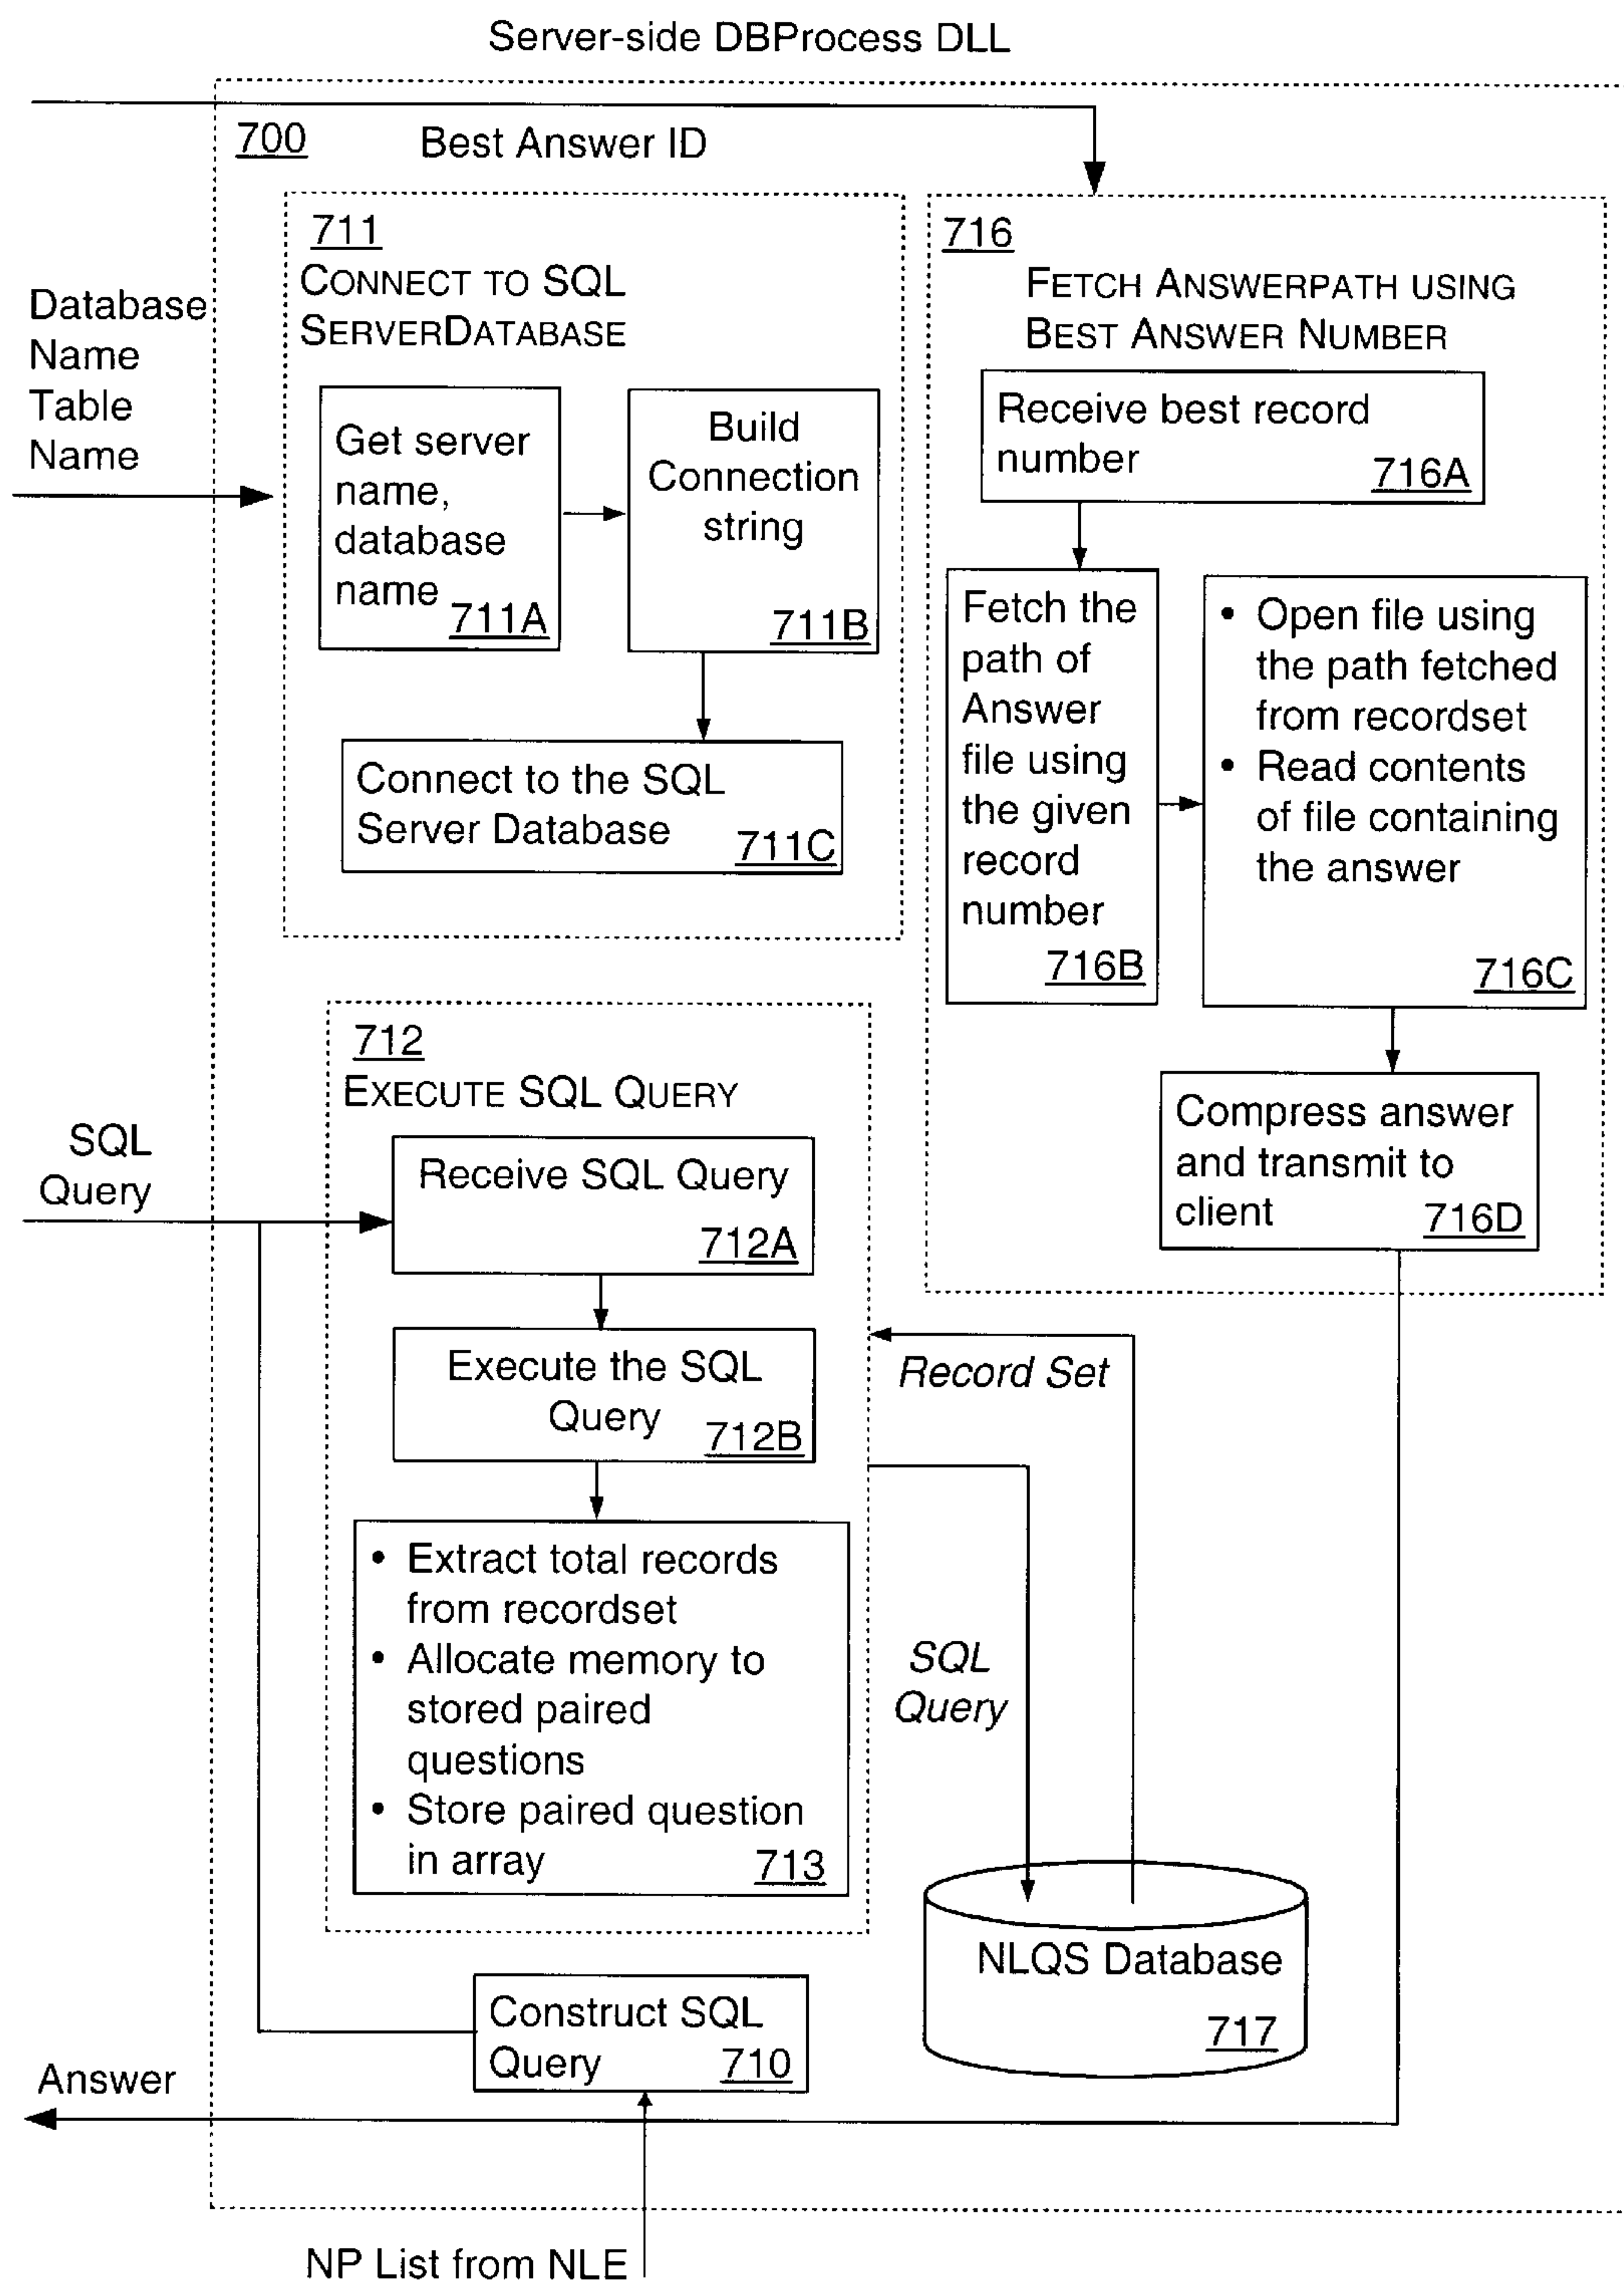 Server-side DBProcess DLL
700
Best Answer ID
Database
Name
Table
Name
711
CONNECT TO SQL
SERVERDATABASE
Get server
name,
database
name
711A
Build
Connection
string
711B
Connect to the SQL
Server Database
711C
716
FETCH ANSWERPATH USING
BEST ANSWER NUMBER
Receive best record
number
716A
Fetch the
path of
Answer
file using
the given
record
number
716B
• Open file using
the path fetched
from recordset
• Read contents
of file containing
the answer
716C
Compress answer
and transmit to
client
716D
SQL
Query
712
EXECUTE SQL QUERY
Receive SQL Query
712A
Execute the SQL
Query
712B
• Extract total records
from recordset
• Allocate memory to
stored paired
questions
• Store paired question
in array
713
Record Set
SQL
Query
NLQS Database
717
Construct SQL
Query
710
Answer
NP List from NLE